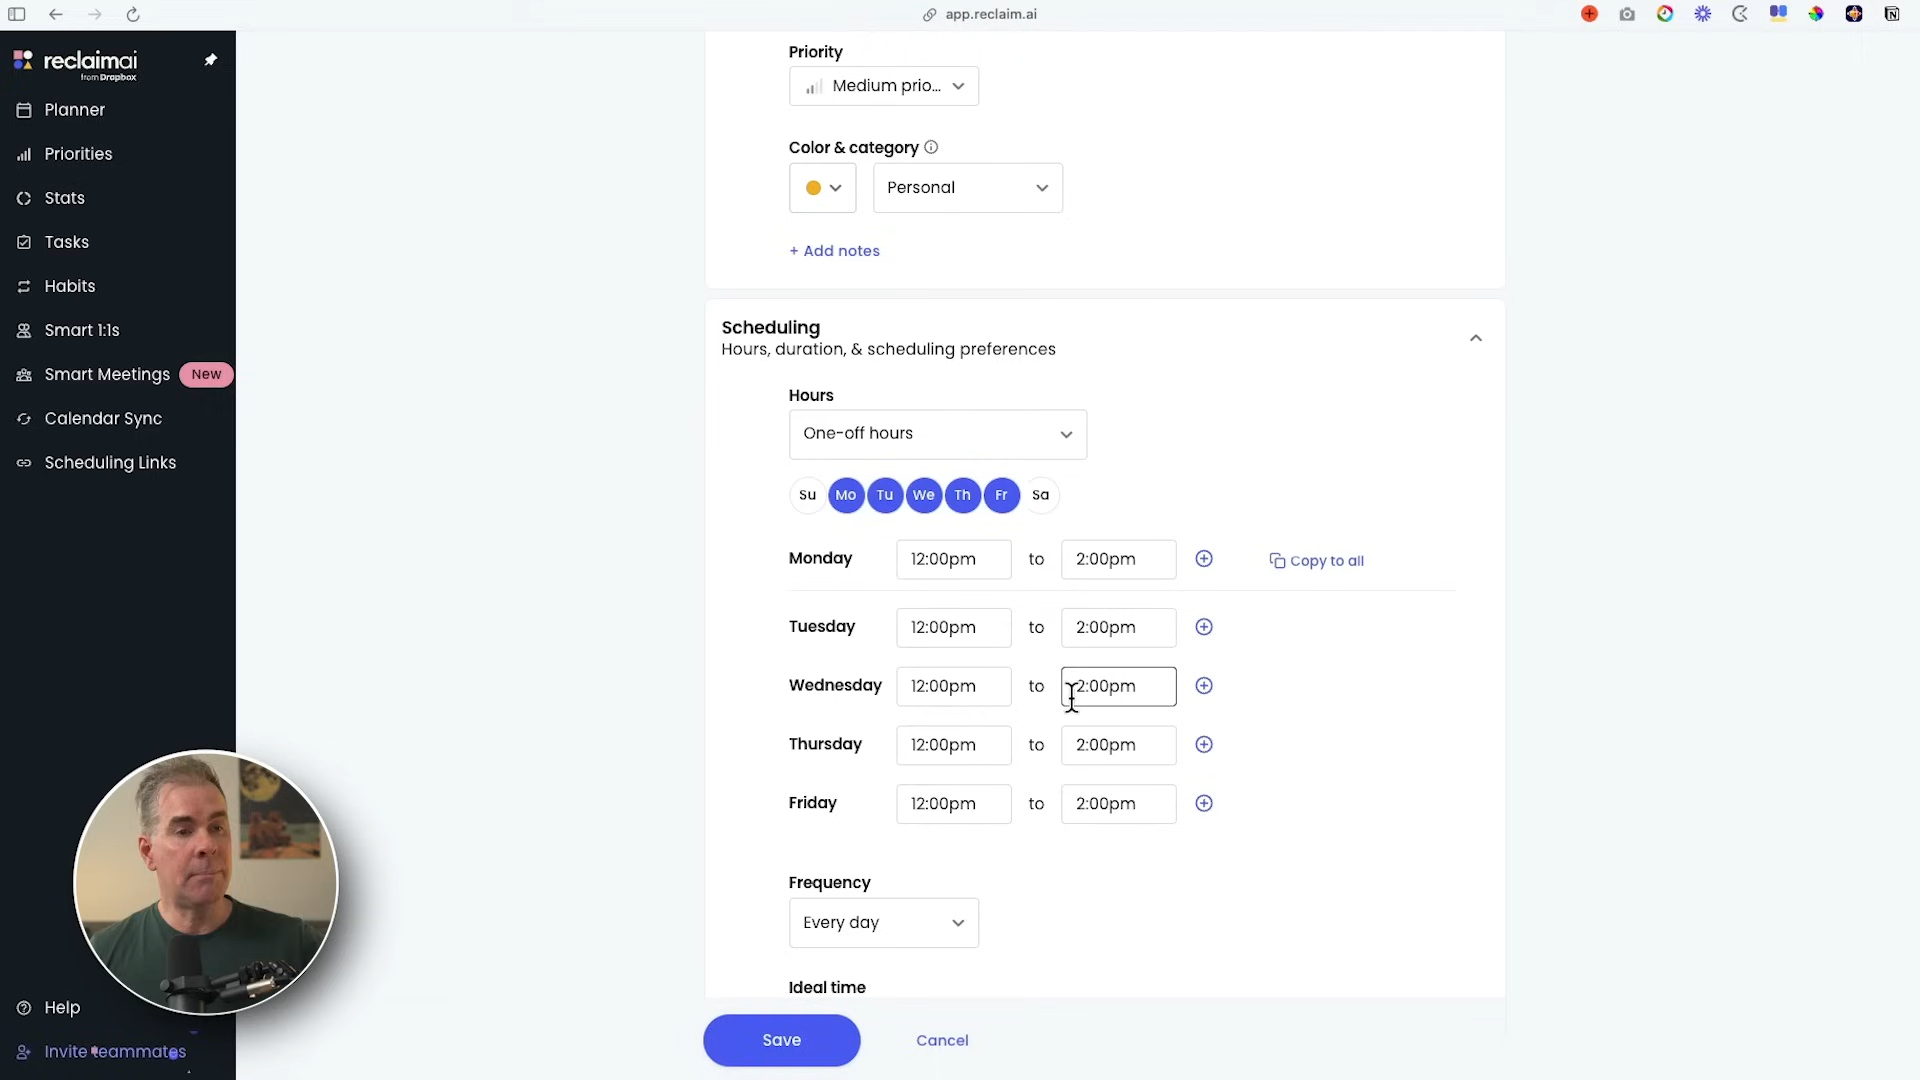 app.reclaim.ai
reclaimai
from Dropbox
Planner
Priorities
Stats
Tasks
Habits
Smart 1:1s
Smart Meetings New
Calendar Sync
Scheduling Links
Help
Invite teammates
Priority
Medium prio...
Color & category
Personal
+ Add notes
Scheduling
Hours, duration, & scheduling preferences
Hours
One-off hours
Su Mo Tu We Th Fr Sa
Monday 12:00pm to 2:00pm Copy to all
Tuesday 12:00pm to 2:00pm
Wednesday 12:00pm to 2:00pm
Thursday 12:00pm to 2:00pm
Friday 12:00pm to 2:00pm
Frequency
Every day
Ideal time
Save Cancel